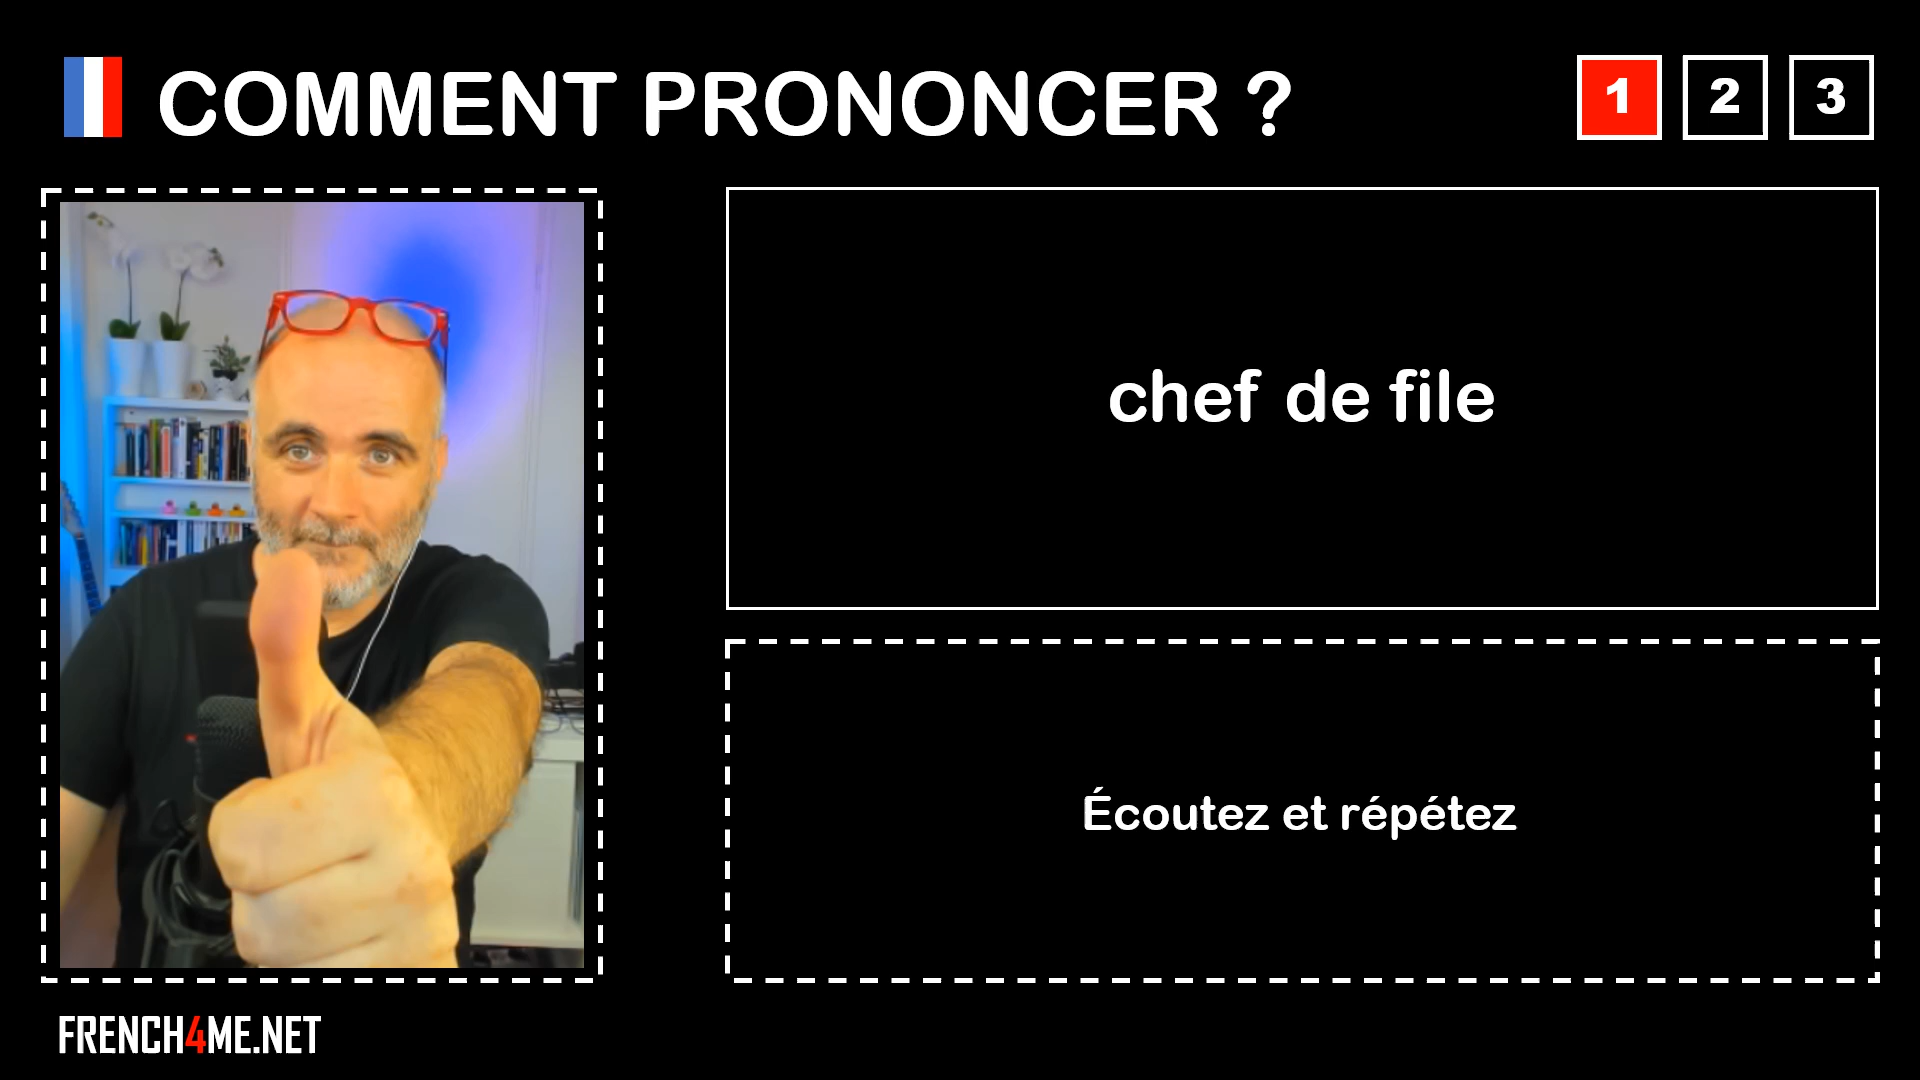 COMMENT PRONONCER ?
1 2 3
chef de file
Écoutez et répétez
FRENCH4ME.NET